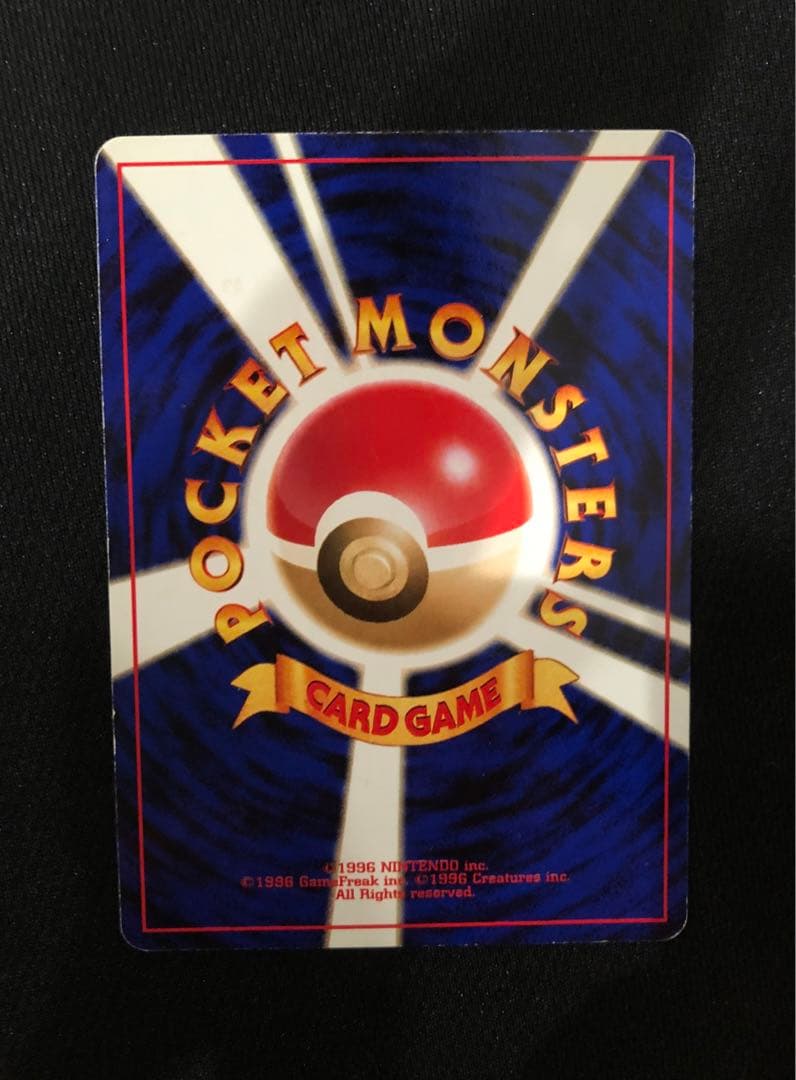 POCKET MONSTERS
CARD GAME
©1996 NINTENDO inc.
©1996 GameFreak inc. ©1996 Creatures inc.
All Rights reserved.